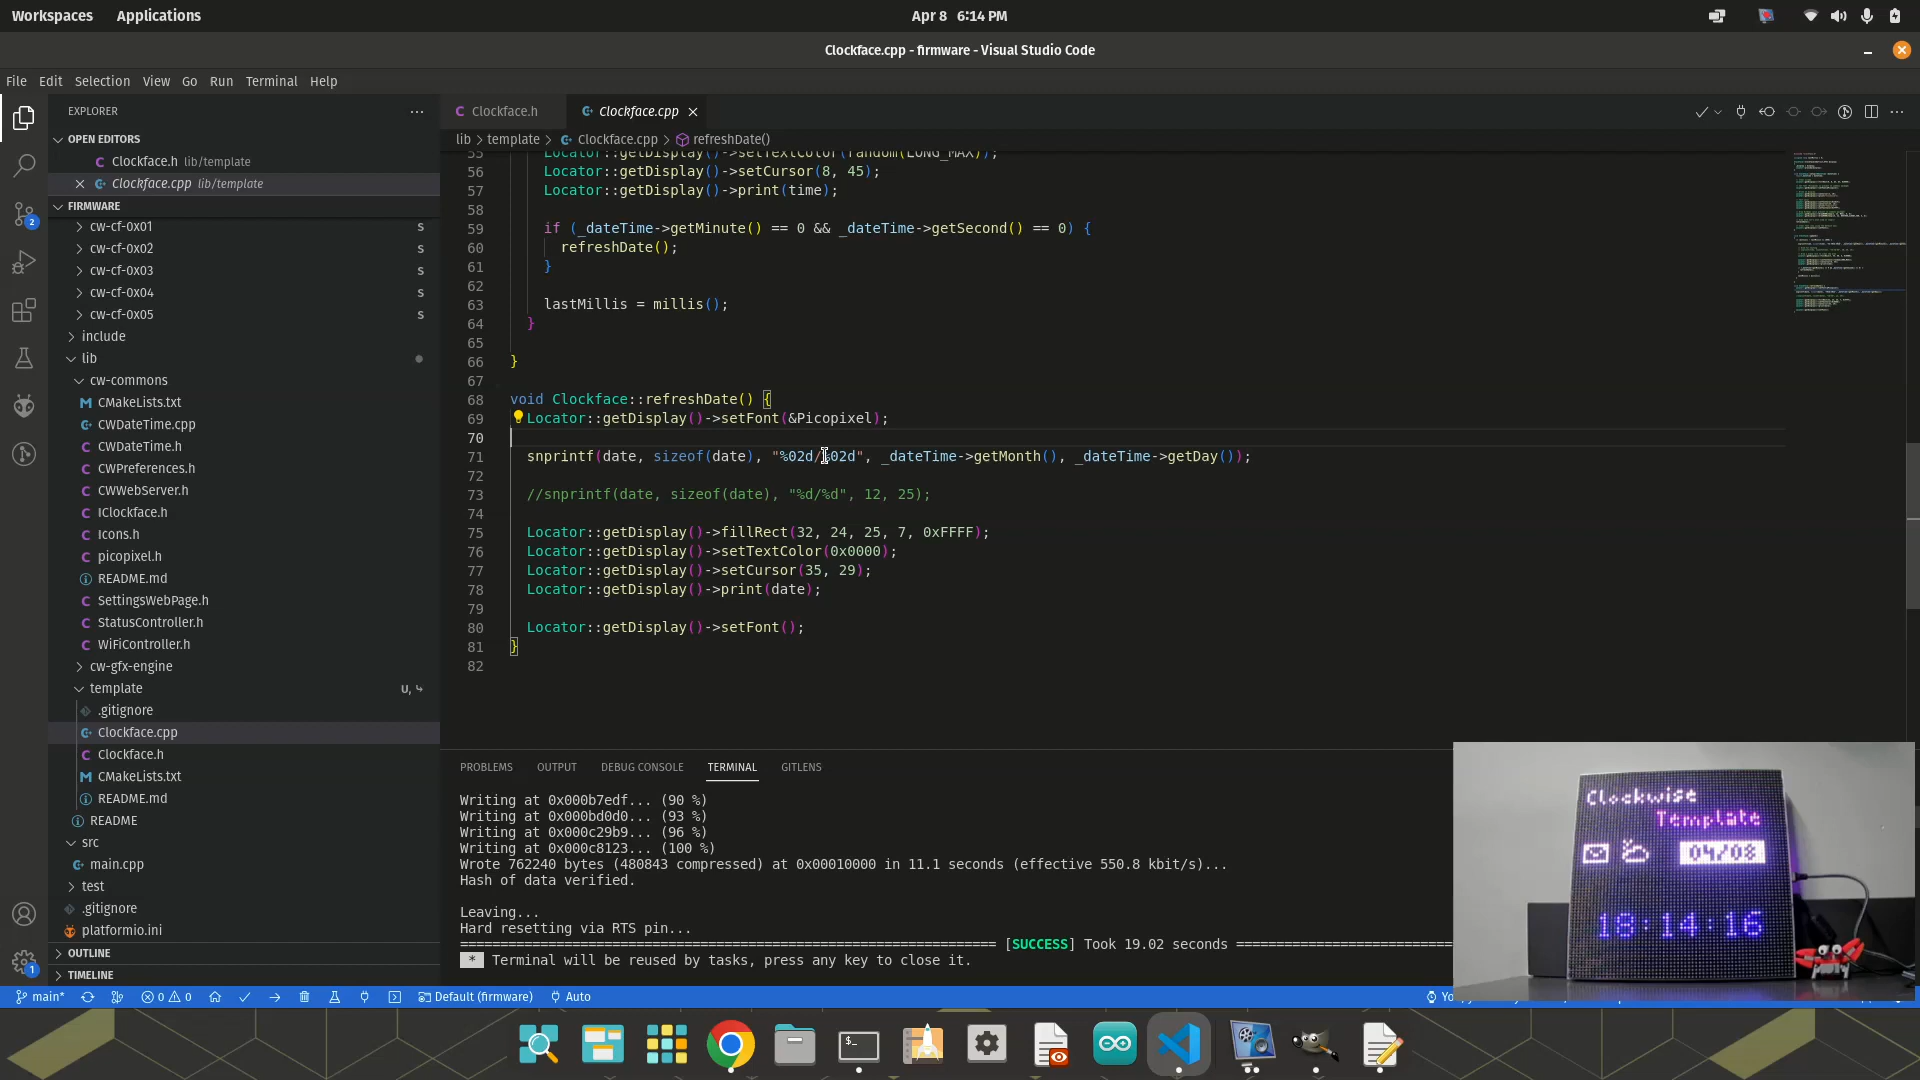 Workspaces Applications Apr 8 6:14 PM
Clockface.cpp - firmware - Visual Studio Code
File Edit Selection View Go Run Terminal Help
EXPLORER
OPEN EDITORS
Clockface.h lib/template
Clockface.cpp lib/template
FIRMWARE
cw-cf-0x01 S
cw-cf-0x02 S
cw-cf-0x03 S
cw-cf-0x04 S
cw-cf-0x05 S
include
lib
cw-commons
CMakeLists.txt
CWDateTime.cpp
CWDateTime.h
CWPreferences.h
CWWebServer.h
IClockface.h
Icons.h
picopixel.h
README.md
SettingsWebPage.h
StatusController.h
WiFiController.h
cw-gfx-engine
template U,
.gitignore
Clockface.cpp
Clockface.h
CMakeLists.txt
README.md
README
src
main.cpp
test
.gitignore
platformio.ini
OUTLINE
TIMELINE
2
1
Clockface.h Clockface.cpp
lib > template > Clockface.cpp > refreshDate()
55 Locator::getDisplay()->setTextColor(random(LONG_MAX));
56 Locator::getDisplay()->setCursor(8, 45);
57 Locator::getDisplay()->print(time);
58
59 if (_dateTime->getMinute() == 0 && _dateTime->getSecond() == 0) {
60 refreshDate();
61 }
62
63 lastMillis = millis();
64 }
65
66 }
67
68 void Clockface::refreshDate() {
69 Locator::getDisplay()->setFont(&Picopixel);
70
71 snprintf(date, sizeof(date), "%02d/%02d", _dateTime->getMonth(), _dateTime->getDay());
72
73 //snprintf(date, sizeof(date), "%d/%d", 12, 25);
74
75 Locator::getDisplay()->fillRect(32, 24, 25, 7, 0xFFFF);
76 Locator::getDisplay()->setTextColor(0x0000);
77 Locator::getDisplay()->setCursor(35, 29);
78 Locator::getDisplay()->print(date);
79
80 Locator::getDisplay()->setFont();
81 }
82
PROBLEMS OUTPUT DEBUG CONSOLE TERMINAL GITLENS
Writing at 0x000b7edf... (90 %)
Writing at 0x000bd0d0... (93 %)
Writing at 0x000c29b9... (96 %)
Writing at 0x000c8123... (100 %)
Wrote 762240 bytes (480843 compressed) at 0x00010000 in 11.1 seconds (effective 550.8 kbit/s)...
Hash of data verified.
Leaving...
Hard resetting via RTS pin...
[SUCCESS] Took 19.02 seconds
* Terminal will be reused by tasks, press any key to close it.
Clockwise
Template
04/08
18:14:16
main* 0 0 Default (firmware) Auto